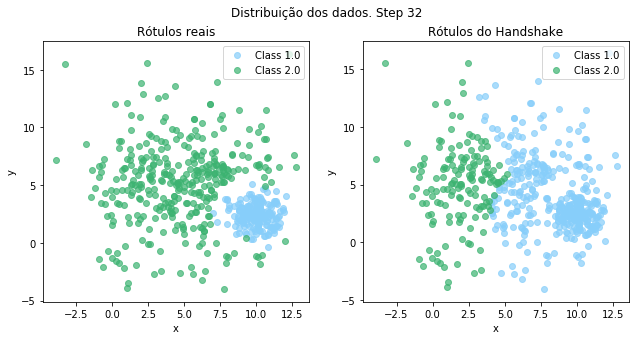 Distribuição dos dados. Step 32
Rótulos reais
Class 1.0
Class 2.0
15
10
5
0
−5
y
−2.5 0.0 2.5 5.0 7.5 10.0 12.5
x
Rótulos do Handshake
Class 1.0
Class 2.0
15
10
5
0
−5
y
−2.5 0.0 2.5 5.0 7.5 10.0 12.5
x